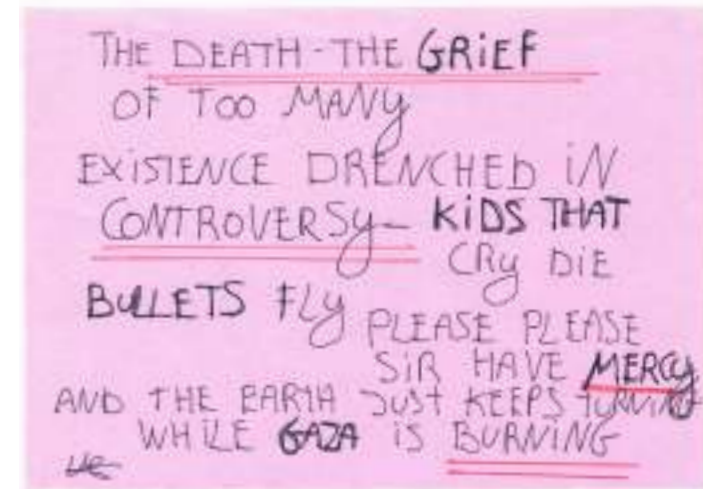 THE DEATH - THE GRiEF
OF TOO MANy
EXiSTENCE DRENCHED iN
CONTROVERSy - KiDS THAT
CRy DiE
BULLETS FLy
PLEASE PLEASE
SiR HAVE MERCy
AND THE EARTH JUST KEEPS TURNiNG
WHiLE GAZA iS BURNiNG